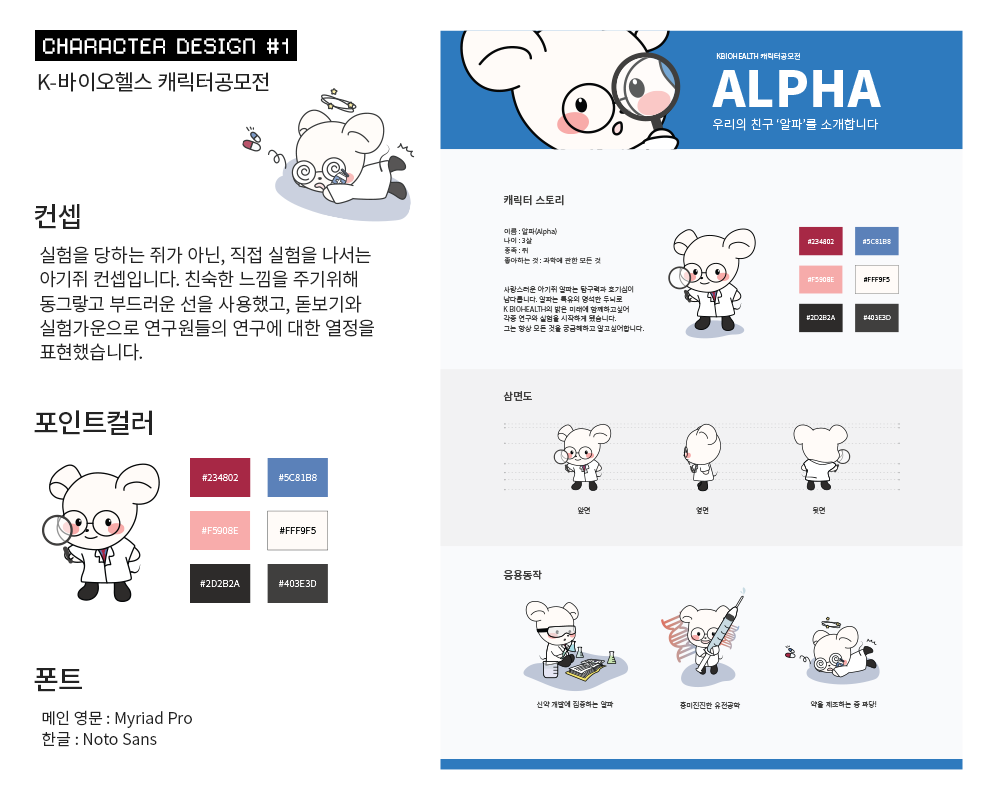 CHARACTER DESIGN #1
K-바이오헬스 캐릭터공모전
컨셉
실험을 당하는 쥐가 아닌, 직접 실험을 나서는
아기쥐 컨셉입니다. 친숙한 느낌을 주기위해
동그랗고 부드러운 선을 사용했고, 돋보기와
실험가운으로 연구원들의 연구에 대한 열정을
표현했습니다.
포인트컬러
#234802
#5C81B8
#F5908E
#FFF9F5
#2D2B2A
#403E3D
폰트
메인 영문 : Myriad Pro
한글 : Noto Sans
KBIOHEALTH 캐릭터공모전
ALPHA
우리의 친구 '알파'를 소개합니다
캐릭터 스토리
이름 : 알파(Alpha)
나이 : 3살
종족 : 쥐
좋아하는 것 : 과학에 관한 모든 것
사랑스러운 아기쥐 알파는 탐구력과 호기심이
남다릅니다. 알파는 특유의 명석한 두뇌로
K BIOHEALTH의 밝은 미래에 함께하고싶어
각종 연구와 실험을 시작하게 됐습니다.
그는 항상 모든 것을 궁금해하고 알고싶어합니다.
#234802
#5C81B8
#F5908E
#FFF9F5
#2D2B2A
#403E3D
삼면도
앞면
옆면
뒷면
응용동작
신약 개발에 집중하는 알파
흥미진진한 유전공학
약을 제조하는 중 꽈당!